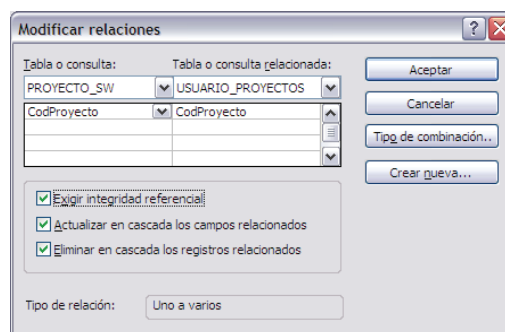 Modificar relaciones
Tabla o consulta: Tabla o consulta relacionada:
PROYECTO_SW USUARIO_PROYECTOS
CodProyecto CodProyecto
Aceptar
Cancelar
Tipo de combinación..
Crear nueva...
Exigir integridad referencial
Actualizar en cascada los campos relacionados
Eliminar en cascada los registros relacionados
Tipo de relación: Uno a varios